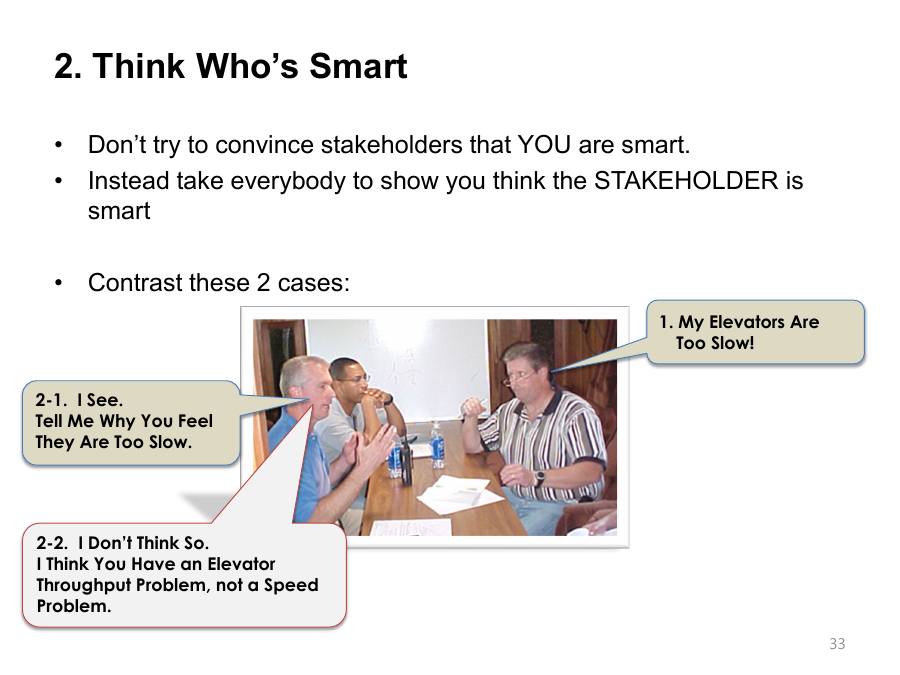 2. Think Who’s Smart
• Don’t try to convince stakeholders that YOU are smart.
• Instead take everybody to show you think the STAKEHOLDER is
smart
• Contrast these 2 cases:
1. My Elevators Are
Too Slow!
2-1. I See.
Tell Me Why You Feel
They Are Too Slow.
2-2. I Don’t Think So.
I Think You Have an Elevator
Throughput Problem, not a Speed
Problem.
33